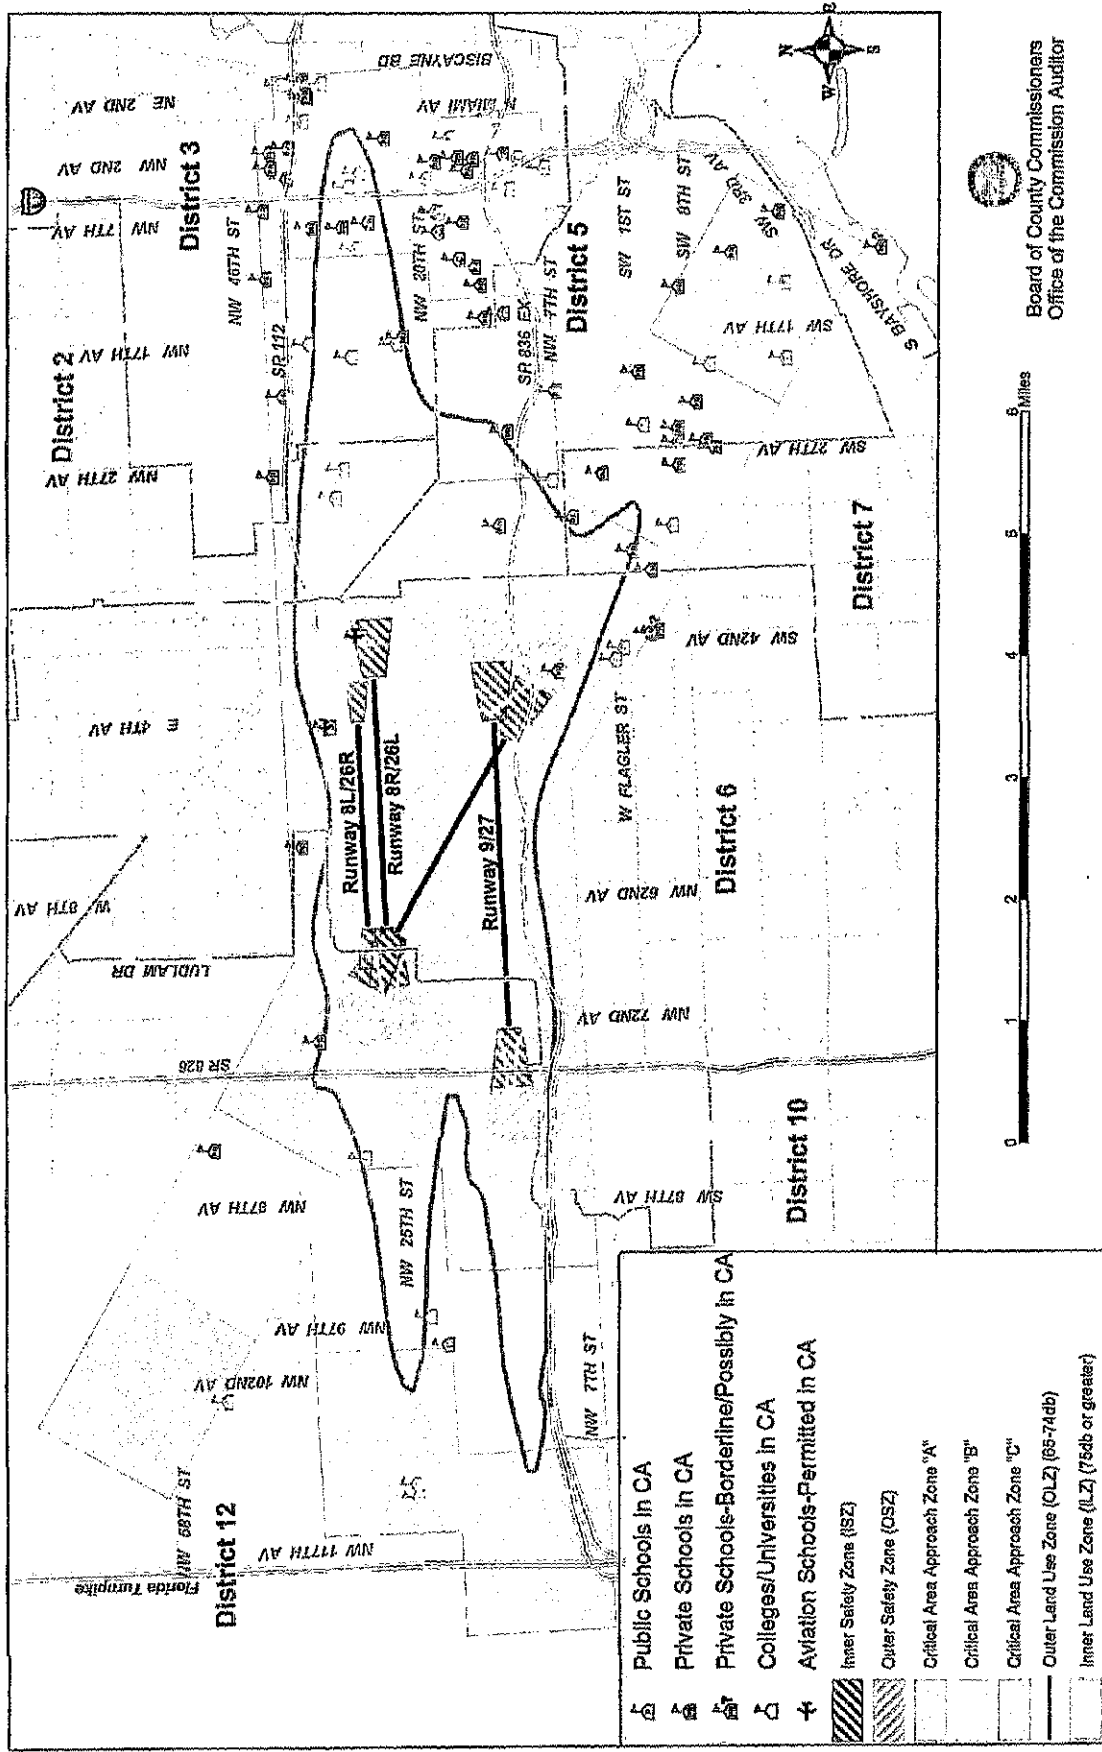 District 2
District 3
NE 2ND AV
NW 2ND AV
NW 7TH AV
NW 17TH AV
NW 27TH AV
E 4TH AV
W 8TH AV
LUDLAM DR
SR 826
NW 87TH AV
NW 97TH AV
NW 102ND AV
NW 58TH ST
Florida Turnpike
District 12
NW 117TH AV
NW 46TH ST
SR 112
BISCAYNE BD
N MIAMI AV
NW 20TH ST
SR 836 EX
NW 7TH ST
District 5
SW 1ST ST
SW 8TH ST
SW 3RD AV
S BAYSHORE DR
SW 17TH AV
SW 27TH AV
District 7
SW 42ND AV
W FLAGLER ST
Runway 8L/26R
Runway 8R/26L
Runway 9/27
NW 62ND AV
District 6
NW 72ND AV
NW 25TH ST
SW 87TH AV
District 10
NW 7TH ST
N
E
S
W
Public Schools in CA
Private Schools in CA
Private Schools-Borderline/Possibly in CA
Colleges/Universities in CA
Aviation Schools-Permitted in CA
Inner Safety Zone (ISZ)
Outer Safety Zone (OSZ)
Critical Area Approach Zone "A"
Critical Area Approach Zone "B"
Critical Area Approach Zone "C"
Outer Land Use Zone (OLZ) (65-74db)
Inner Land Use Zone (ILZ) (75db or greater)
0 1 2 3 4 5 6 Miles
Board of County Commissioners
Office of the Commission Auditor